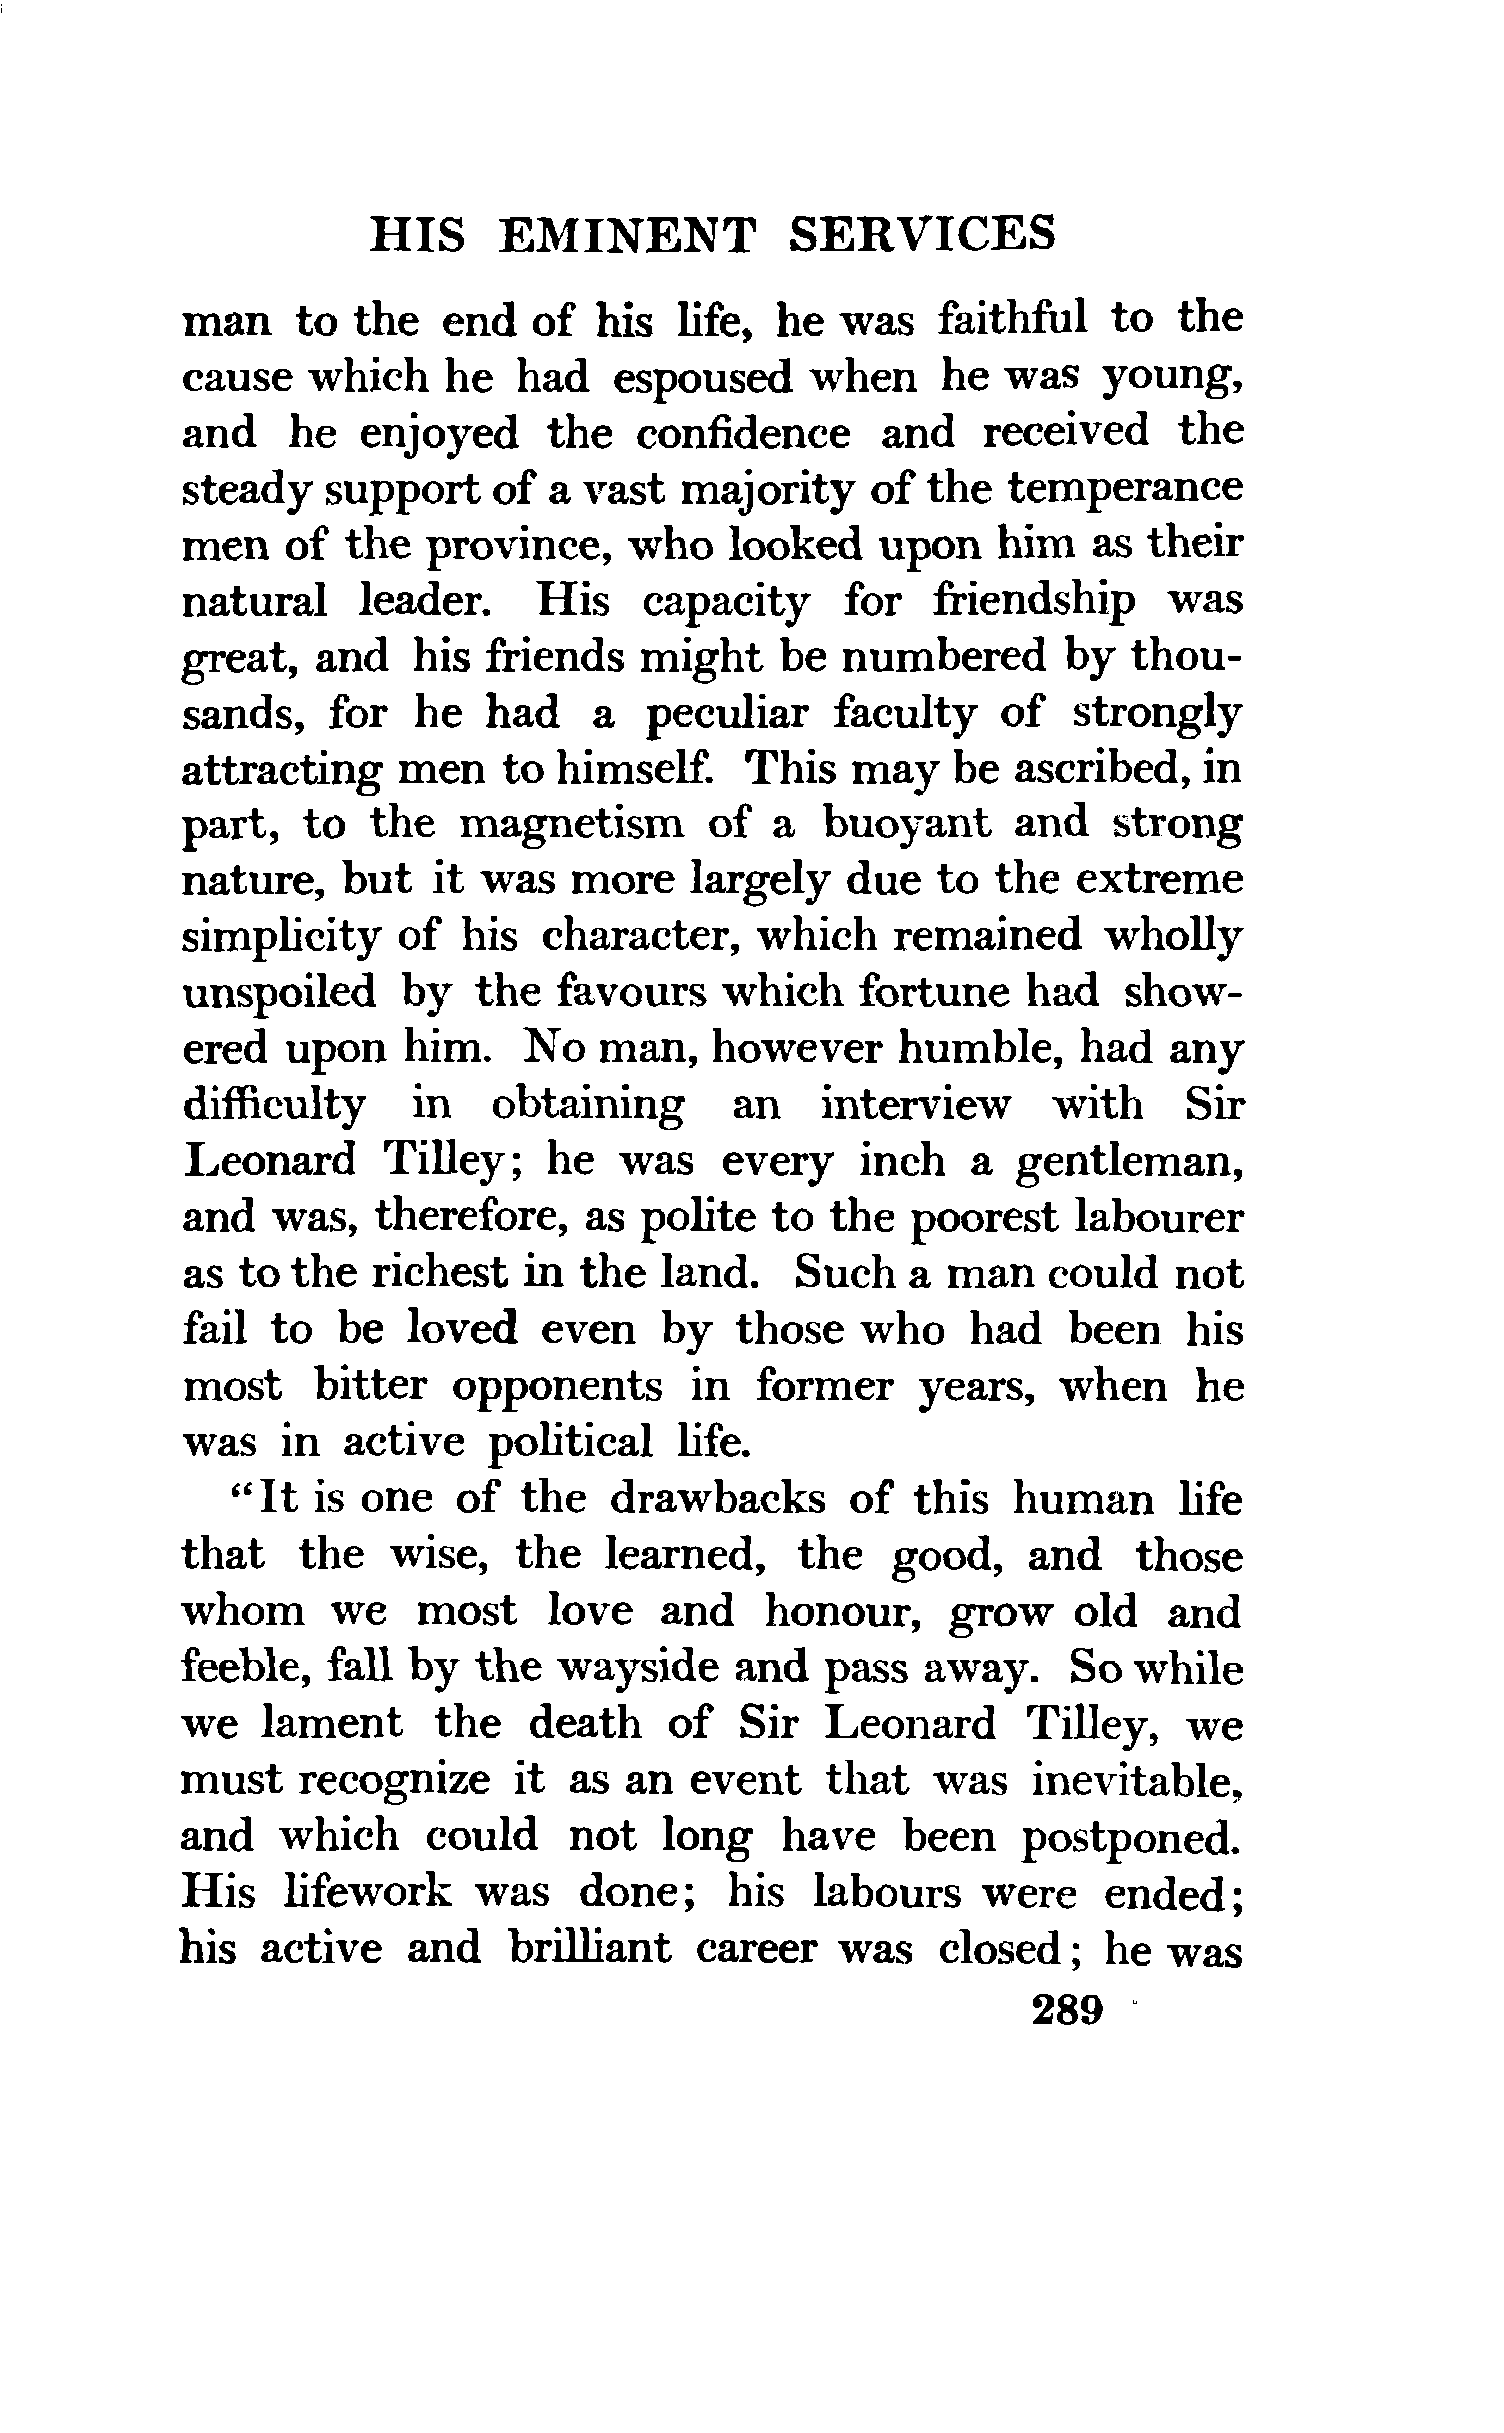 HIS EMINENT SERVICES
man to the end of his life, he was faithful to the
cause which he had espoused when he was young,
and he enjoyed the confidence and received the
steady support of a vast majority of the temperance
men of the province, who looked upon him as their
natural leader. His capacity for friendship was
great, and his friends might be numbered by thou-
sands, for he had a peculiar faculty of strongly
attracting men to himself. This may be ascribed, in
part, to the magnetism of a buoyant and strong
nature, but it was more largely due to the extreme
simplicity of his character, which remained wholly
unspoiled by the favours which fortune had show-
ered upon him. No man, however humble, had any
difficulty in obtaining an interview with Sir
Leonard Tilley; he was every inch a gentleman,
and was, therefore, as polite to the poorest labourer
as to the richest in the land. Such a man could not
fail to be loved even by those who had been his
most bitter opponents in former years, when he
was in active political life.
"It is one of the drawbacks of this human life
that the wise, the learned, the good, and those
whom we most love and honour, grow old and
feeble, fall by the wayside and pass away. So while
we lament the death of Sir Leonard Tilley, we
must recognize it as an event that was inevitable,
and which could not long have been postponed.
His lifework was done; his labours were ended;
his active and brilliant career was closed; he was
289